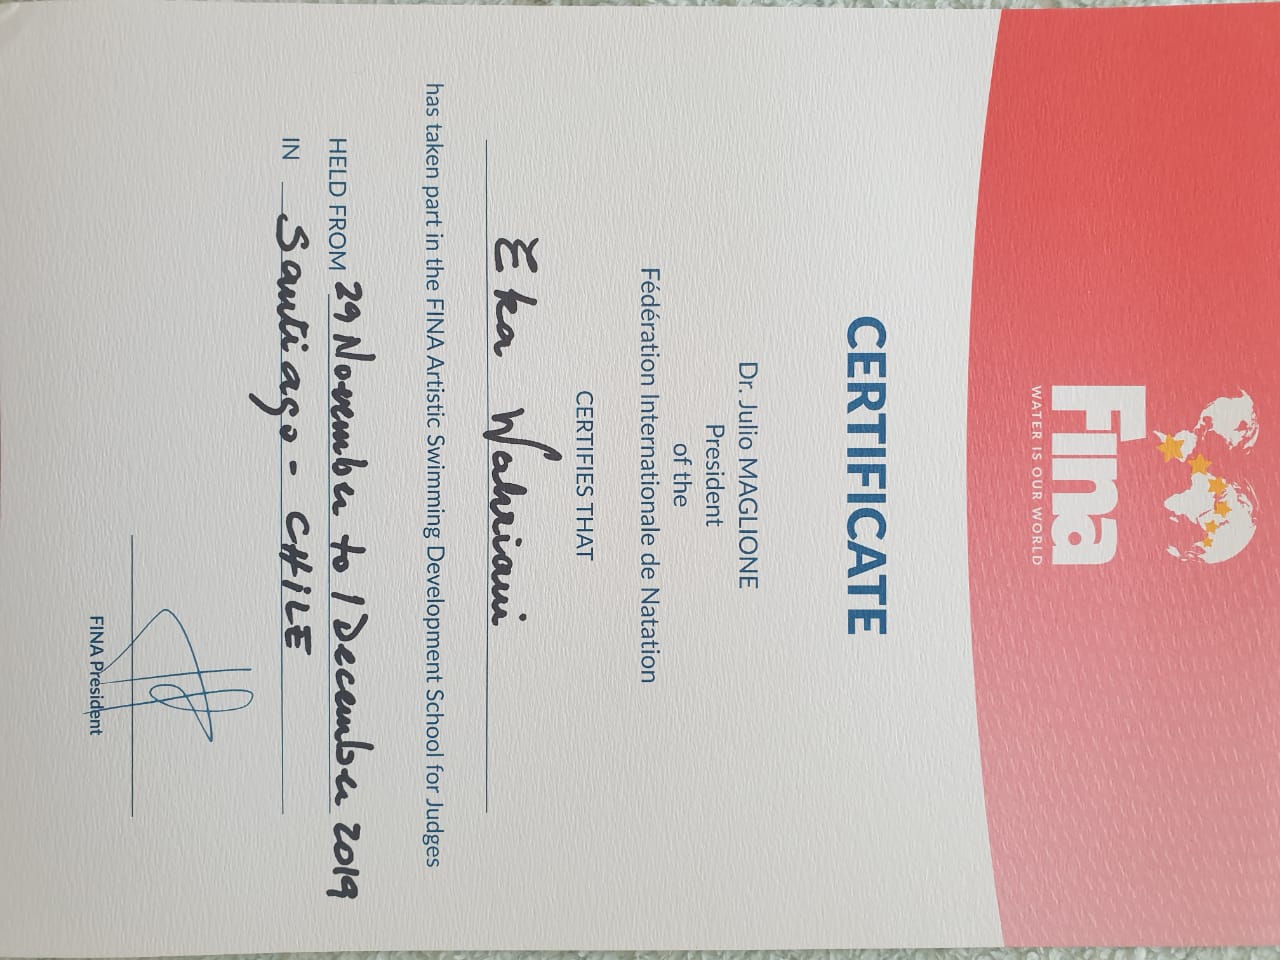 Fina
WATER IS OUR WORLD
CERTIFICATE
Dr. Julio MAGLIONE
President
of the
Fédération Internationale de Natation
CERTIFIES THAT
Eka Wahriani
has taken part in the FINA Artistic Swimming Development School for Judges
HELD FROM 29 November to 1 December 2019
IN Santiago - CHiLE
FINA President